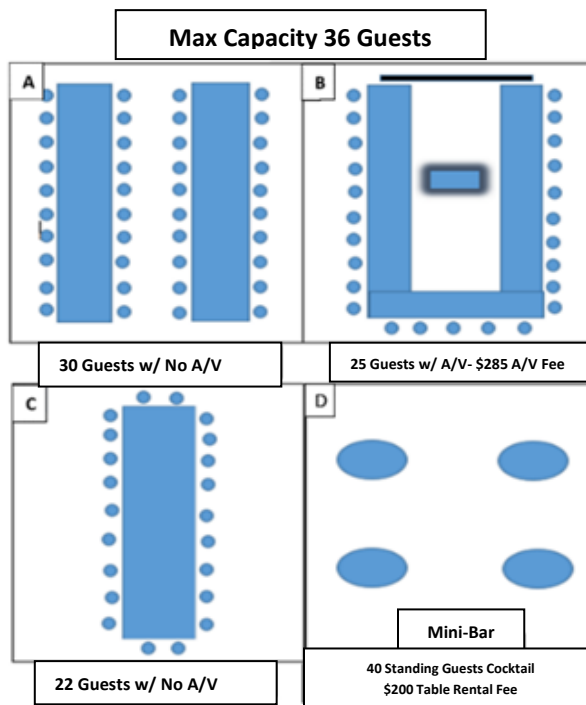 Max Capacity 36 Guests
A
B
30 Guests w/ No A/V
25 Guests w/ A/V- $285 A/V Fee
C
D
22 Guests w/ No A/V
Mini-Bar
40 Standing Guests Cocktail
$200 Table Rental Fee